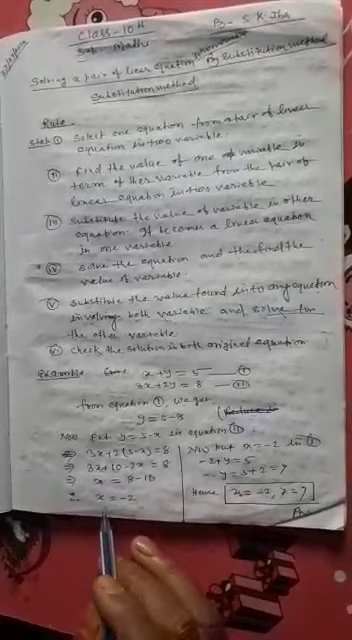 Class-10th
By- S.K. Jha
Sub- Maths
Solving a pair of linear equation By Substitution method
Substitution method
Rule
Step (i) Select one equation from a pair of linear
equation in two variable.
(ii) Find the value of one variable in
term of other variable from the pair of
linear equation in two variable
(iii) Substitute the value of variable in other
equation. It becomes a linear equation
in one variable
(iv) Solve the equation and the find the
value of variable.
(v) Substitute the value found into any equation
involving both variable and solve for
the other variable
(vi) Check the solution in both original equation
Example x+y = 5 —— (i)
3x+2y = 8 —— (ii)
from equation (i) we get
y = 5-x
Now put y = 5-x in equation (ii)
3x+2(5-x) = 8
⇒ 3x+10-2x = 8
⇒ x = 8-10
∴ x = -2
Now put x = -2 in (i)
-2+y = 5
y = 5+2 = 7
Hence x = -2, y = 7